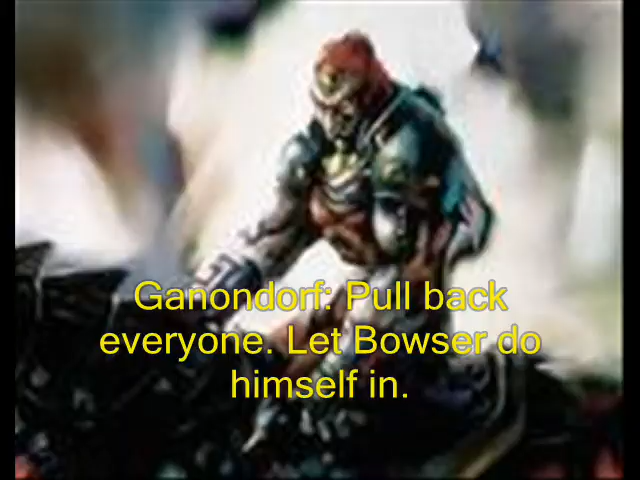 Ganondorf: Pull back
everyone. Let Bowser do
himself in.